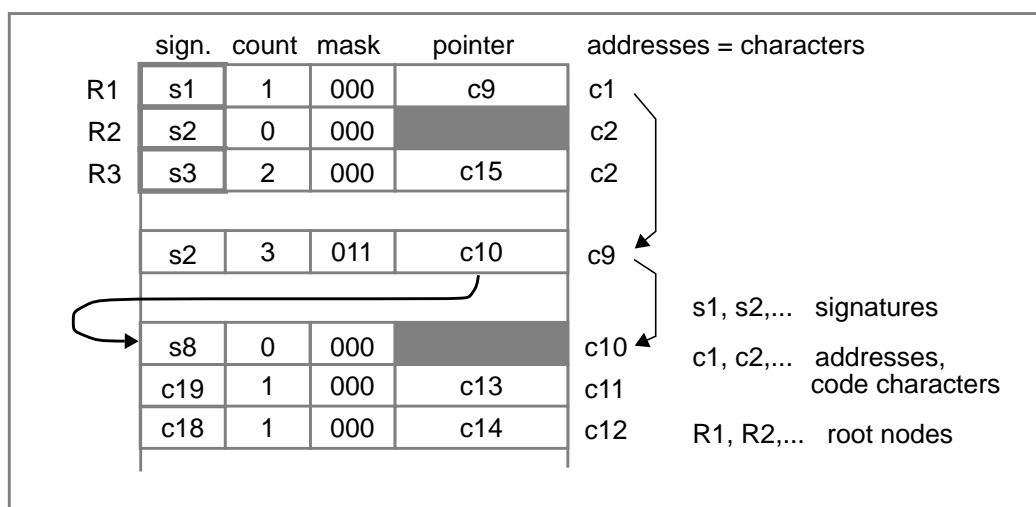 sign. count mask pointer addresses = characters
R1 s1 1 000 c9 c1
R2 s2 0 000 c2
R3 s3 2 000 c15 c2
s2 3 011 c10 c9
s1, s2,... signatures
s8 0 000 c10
c1, c2,... addresses,
code characters
c19 1 000 c13 c11
c18 1 000 c14 c12
R1, R2,... root nodes